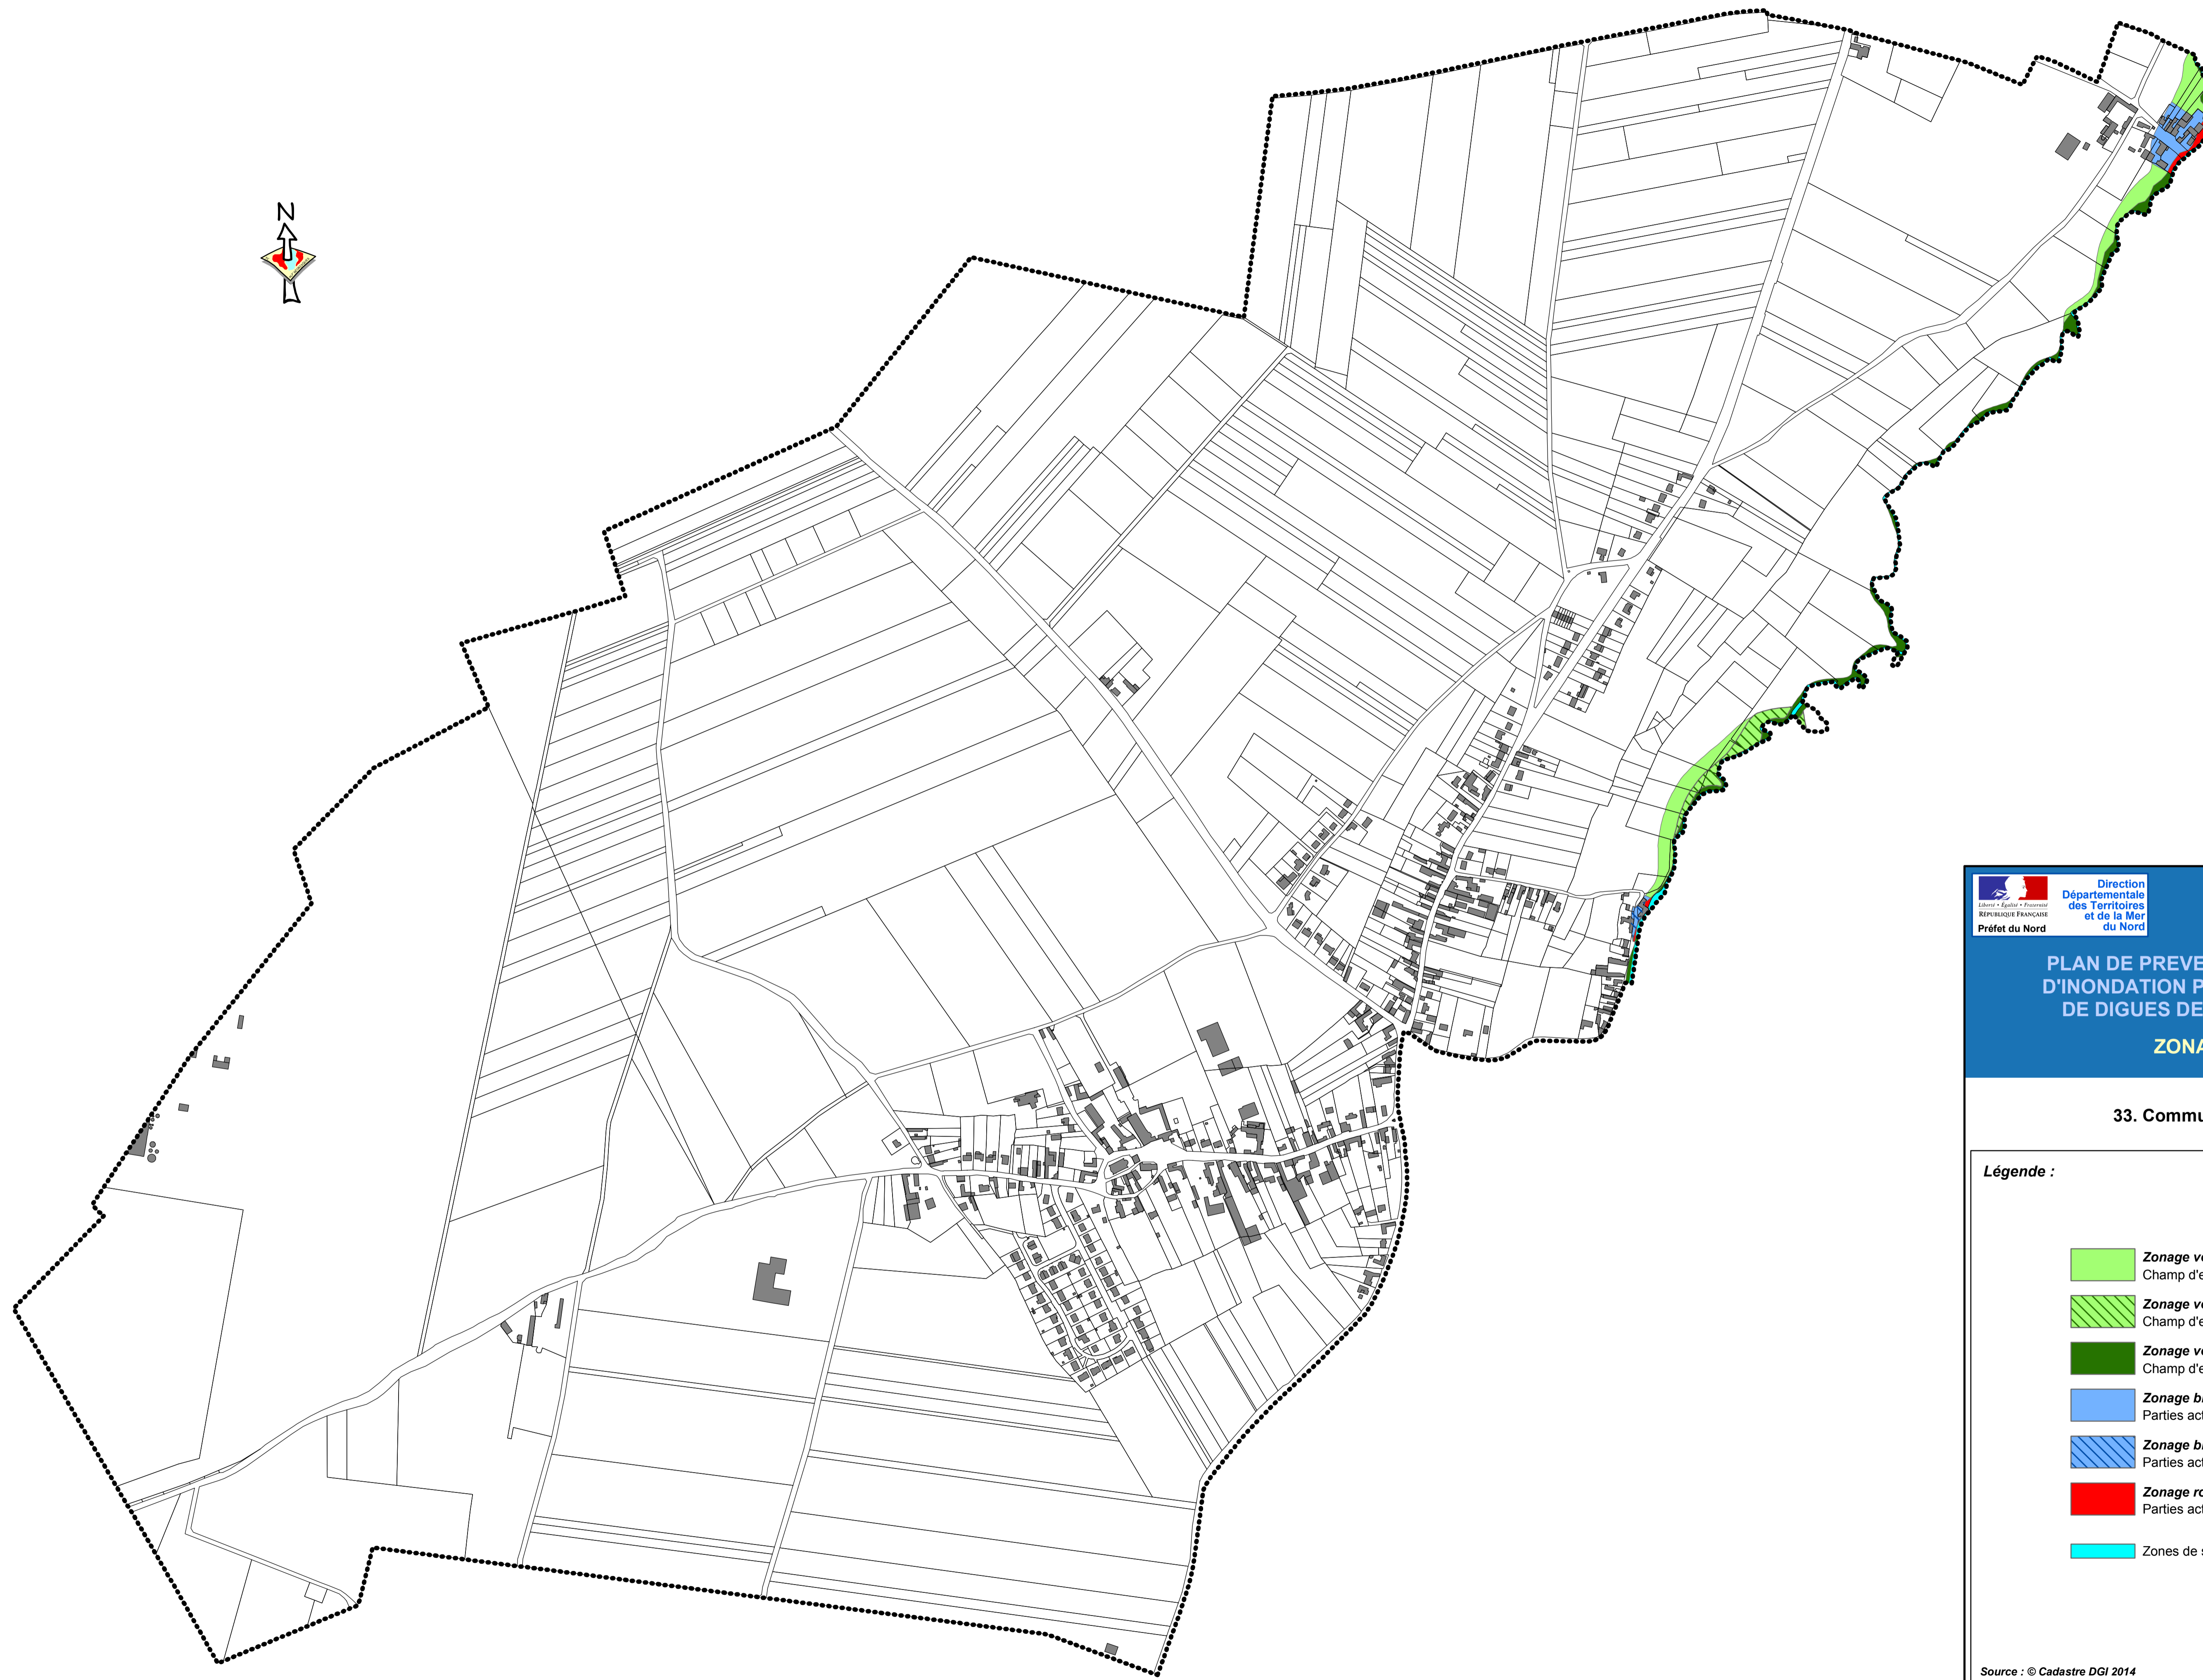 N
Liberté • Égalité • Fraternité
RÉPUBLIQUE FRANÇAISE
Préfet du Nord
Direction
Départementale
des Territoires
et de la Mer
du Nord
PLAN DE PREVE
D'INONDATION P
DE DIGUES DE
ZONA
33. Commu
Légende :
Zonage ve
Champ d'e
Zonage ve
Champ d'e
Zonage ve
Champ d'e
Zonage bl
Parties act
Zonage bl
Parties act
Zonage ro
Parties act
Zones de s
Source : © Cadastre DGI 2014